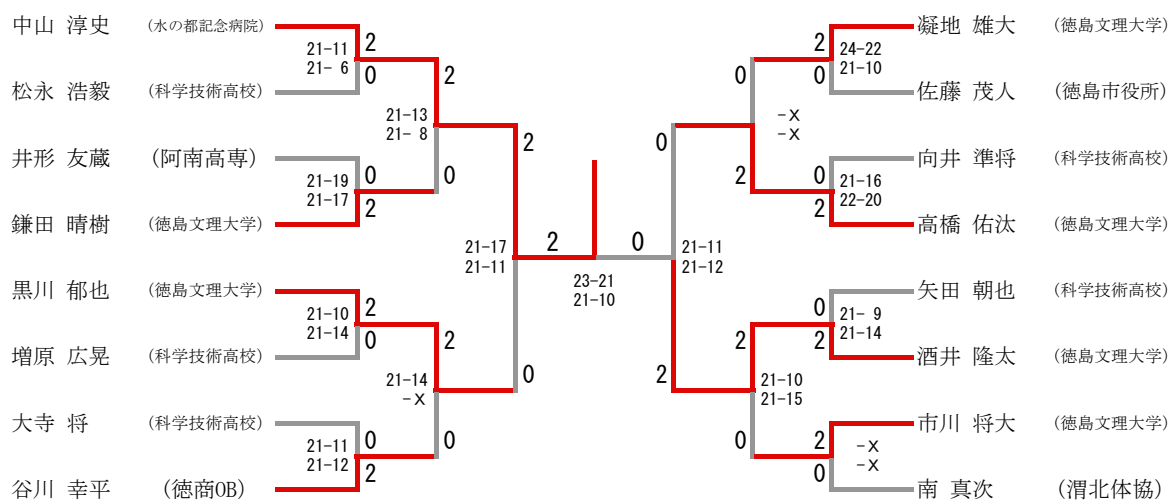 中山 淳史 (水の都記念病院)
21-11
21- 6
2
0
松永 浩毅 (科学技術高校)
2
21-13
21- 8
0
井形 友蔵 (阿南高専)
21-19
21-17
0
2
鎌田 晴樹 (徳島文理大学)
2
21-17
21-11
0
黒川 郁也 (徳島文理大学)
21-10
21-14
2
0
増原 広晃 (科学技術高校)
2
21-14
-X
0
大寺 将 (科学技術高校)
21-11
21-12
0
2
谷川 幸平 (徳商OB)
2
0
23-21
21-10
凝地 雄大 (徳島文理大学)
2
0
24-22
21-10
佐藤 茂人 (徳島市役所)
0
2
-X
-X
向井 準将 (科学技術高校)
0
2
21-16
22-20
高橋 佑汰 (徳島文理大学)
0
2
21-11
21-12
矢田 朝也 (科学技術高校)
0
2
21- 9
21-14
酒井 隆太 (徳島文理大学)
2
0
21-10
21-15
市川 将大 (徳島文理大学)
2
0
-X
-X
南 真次 (渭北体協)